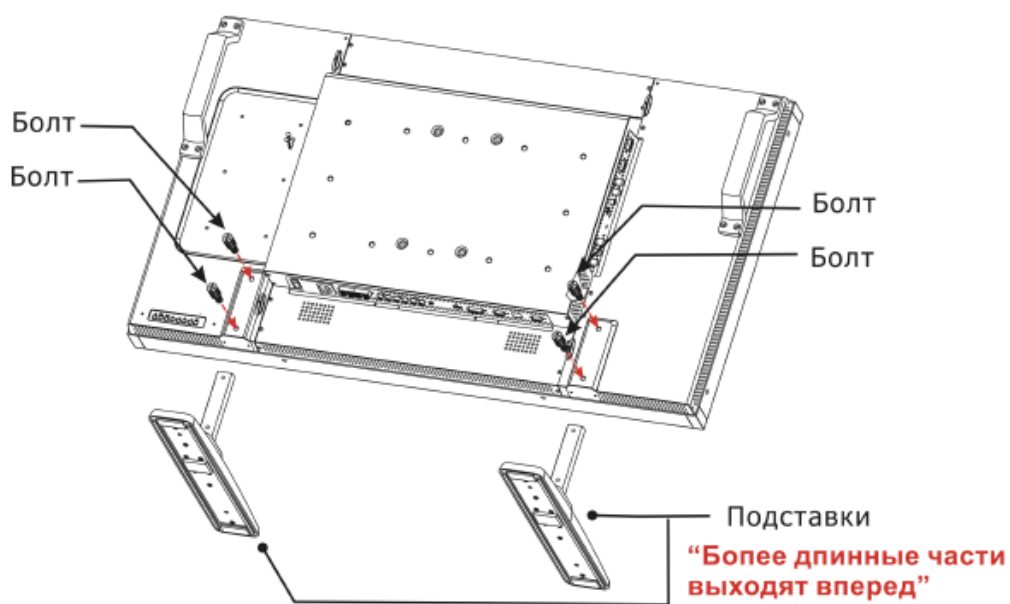 Болт
Болт
Болт
Болт
Подставки
“Бопее дпинные части
выходят вперед”